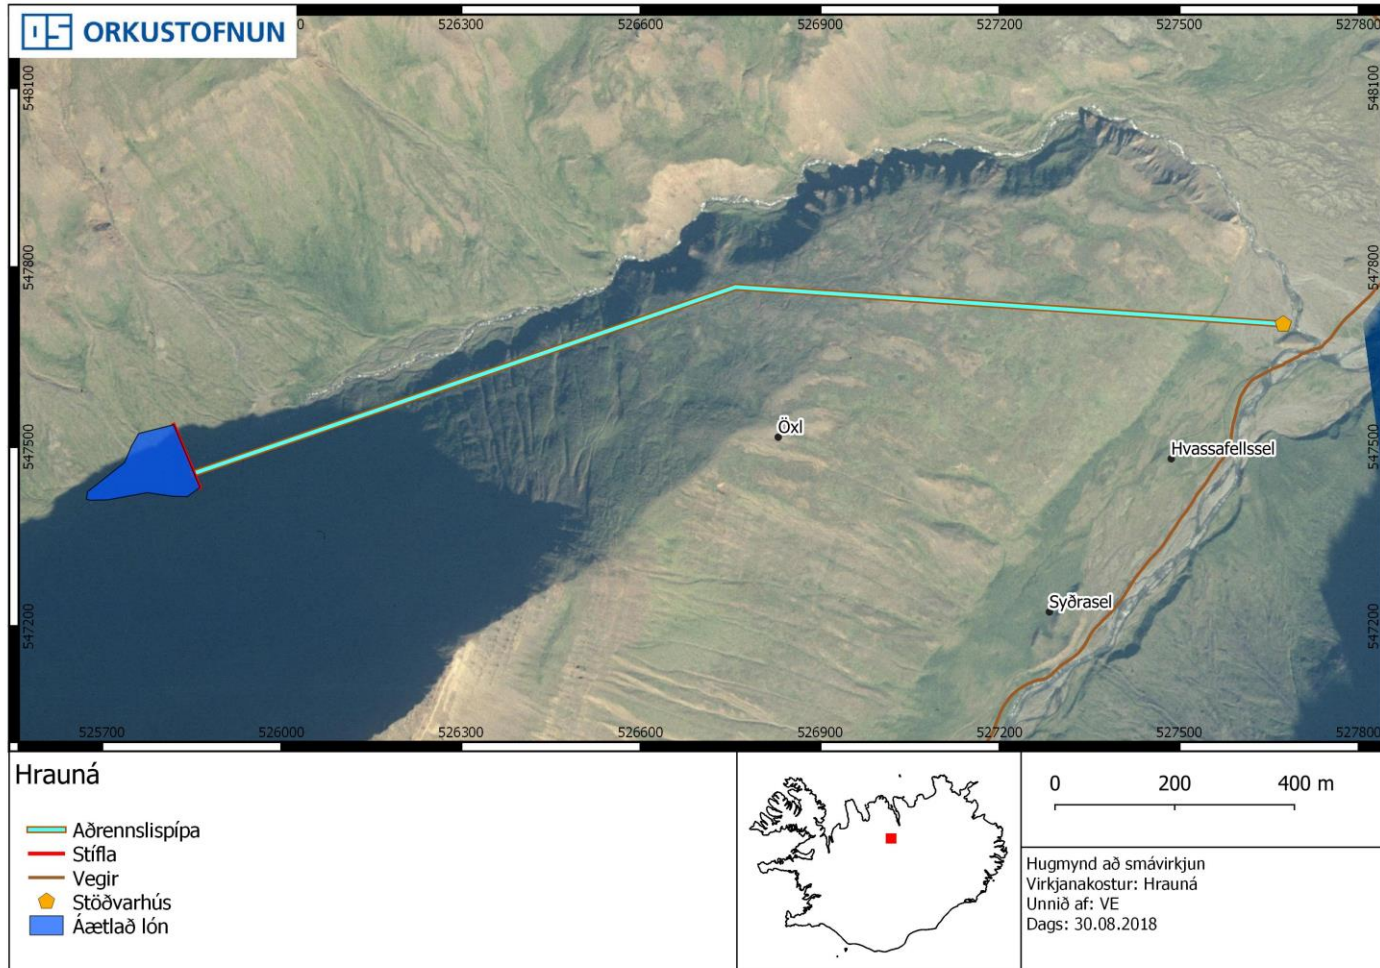 ORKUSTOFNUN
526300 526600 526900 527200 527500 527800
548100 548100
547800 547800
547500 547500
547200 547200
Öxl
Hvassafellssel
Syðrasel
525700 526000 526300 526600 526900 527200 527500 527800
Hrauná
Aðrennslispípa
Stífla
Vegir
Stöðvarhús
Áætlað lón
0 200 400 m
Hugmynd að smávirkjun
Virkjanakostur: Hrauná
Unnið af: VE
Dags: 30.08.2018